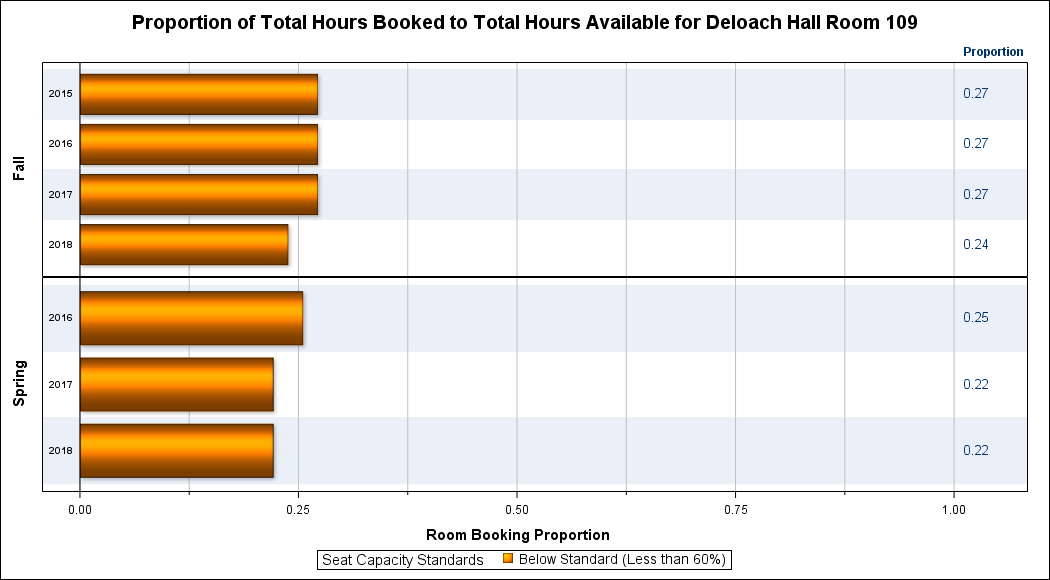 Proportion of Total Hours Booked to Total Hours Available for Deloach Hall Room 109
Proportion
Fall
2015 0.27
2016 0.27
2017 0.27
2018 0.24
Spring
2016 0.25
2017 0.22
2018 0.22
0.00 0.25 0.50 0.75 1.00
Room Booking Proportion
Seat Capacity Standards Below Standard (Less than 60%)